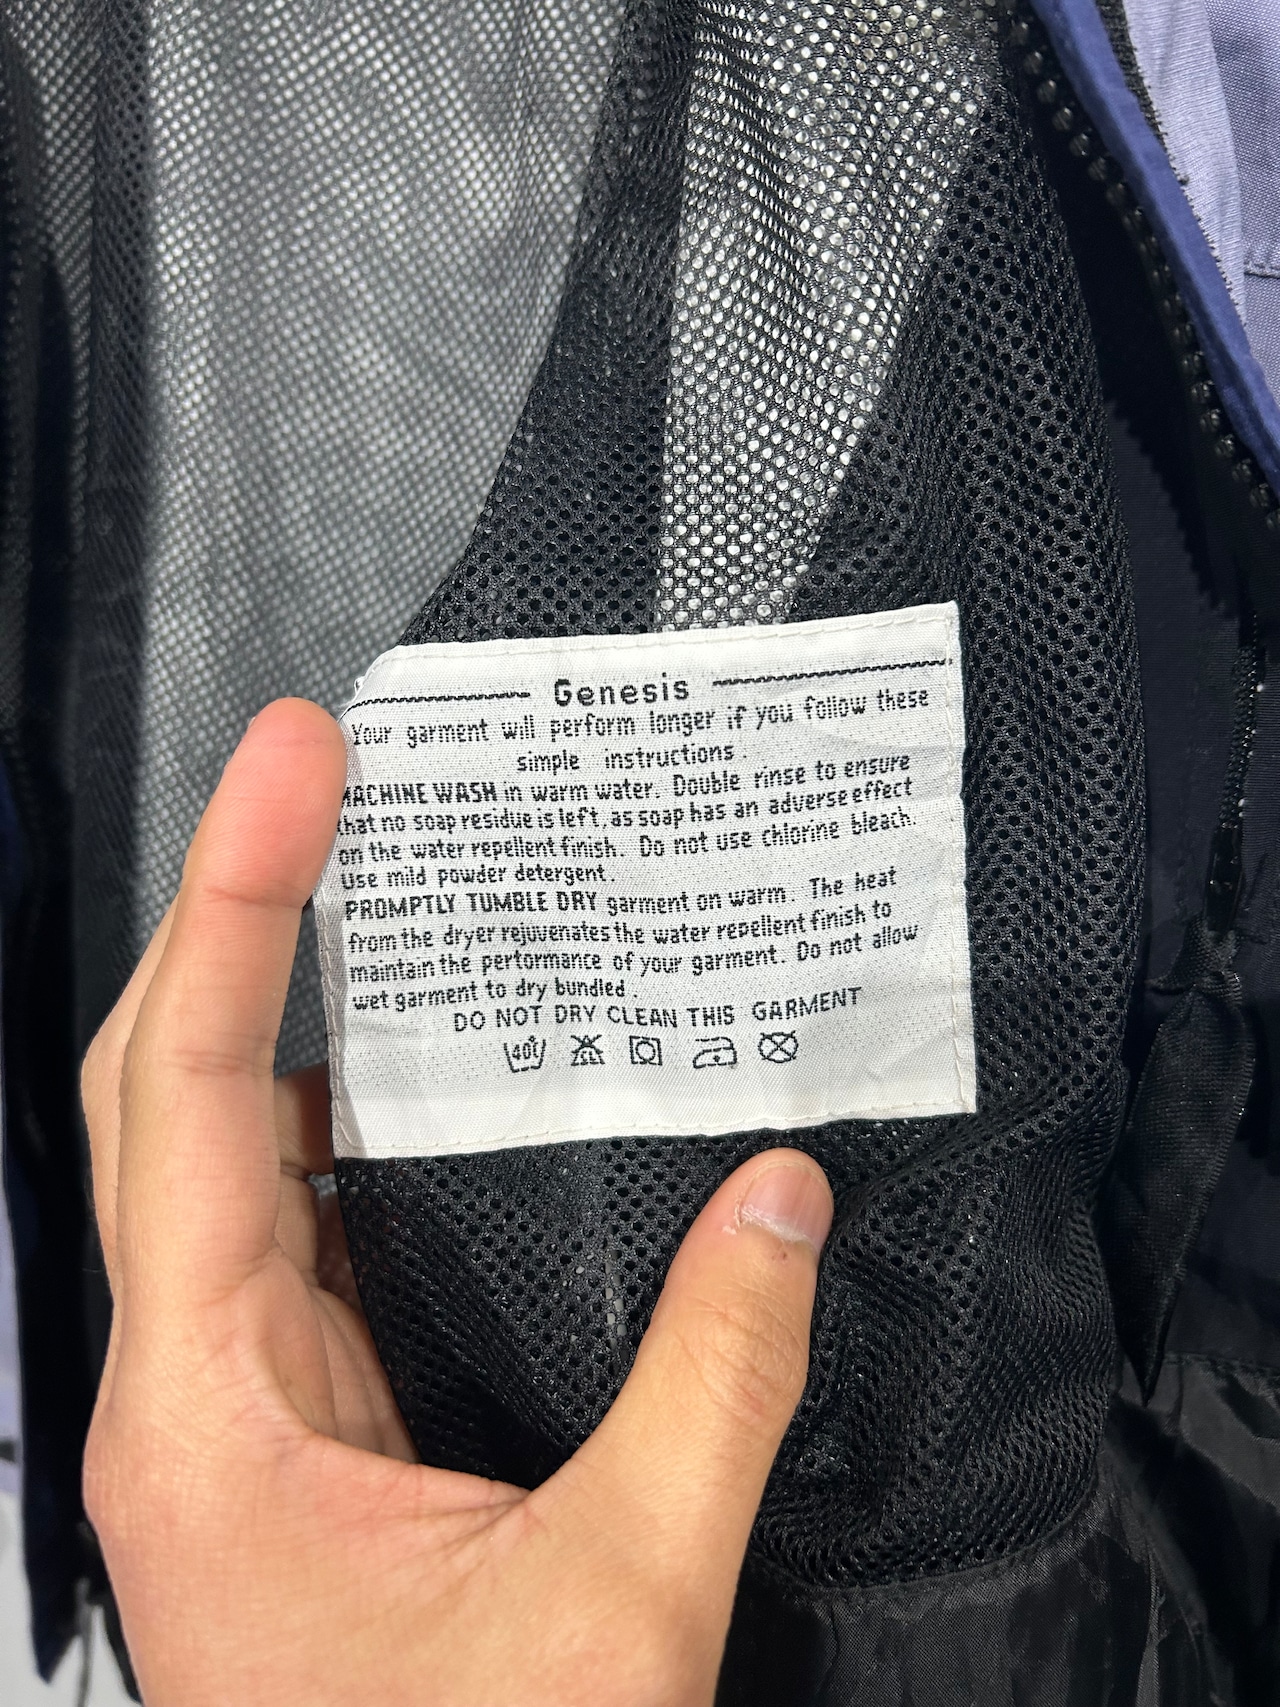 Genesis
Your garment will perform longer if you follow these
simple instructions.
MACHINE WASH in warm water. Double rinse to ensure
that no soap residue is left, as soap has an adverse effect
on the water repellent finish. Do not use chlorine bleach.
Use mild powder detergent.
PROMPTLY TUMBLE DRY garment on warm. The heat
from the dryer rejuvenates the water repellent finish to
maintain the performance of your garment. Do not allow
wet garment to dry bundled.
DO NOT DRY CLEAN THIS GARMENT
40°